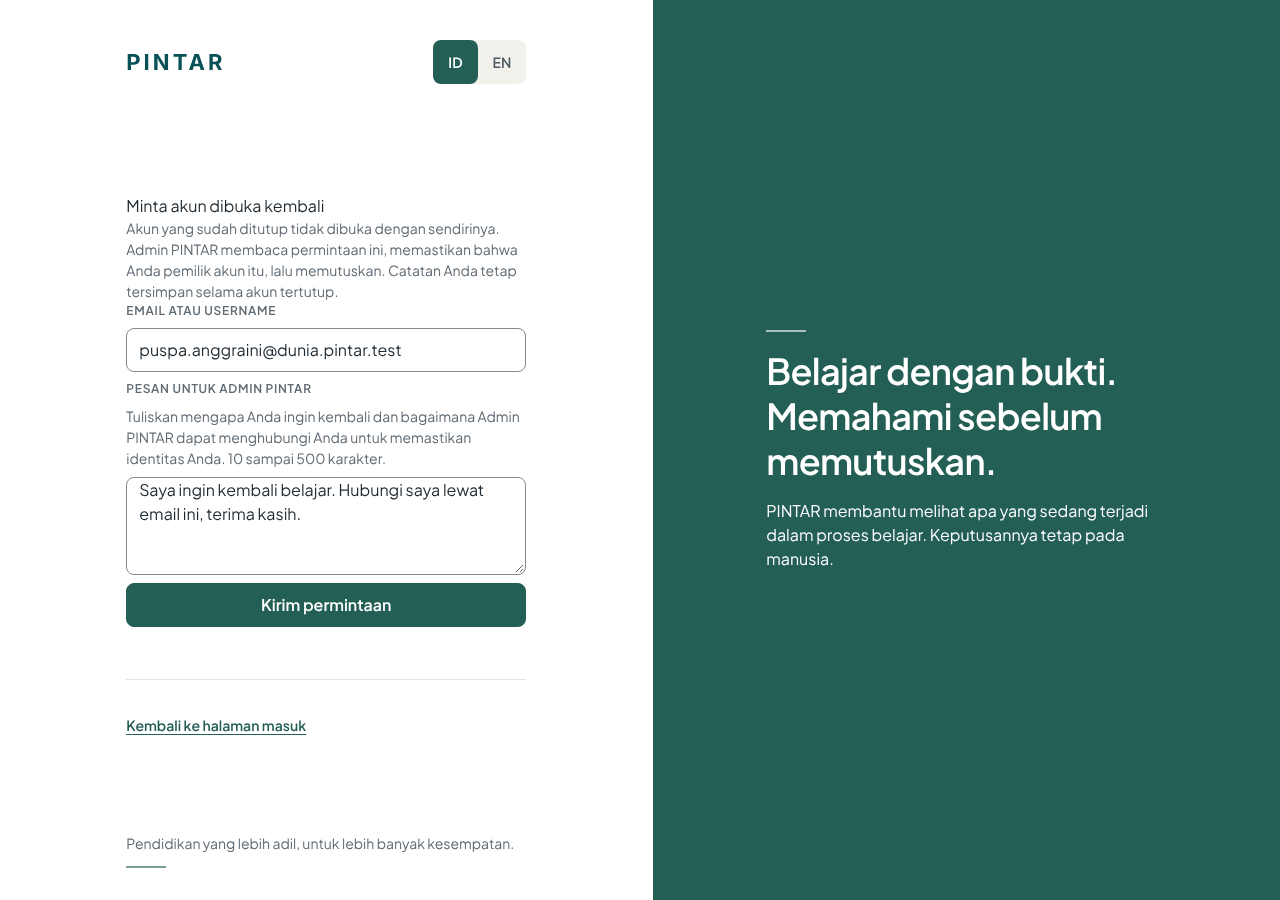 PINTAR
ID
EN
Minta akun dibuka kembali
Akun yang sudah ditutup tidak dibuka dengan sendirinya.
Admin PINTAR membaca permintaan ini, memastikan bahwa
Anda pemilik akun itu, lalu memutuskan. Catatan Anda tetap
tersimpan selama akun tertutup.
EMAIL ATAU USERNAME
puspa.anggraini@dunia.pintar.test
PESAN UNTUK ADMIN PINTAR
Tuliskan mengapa Anda ingin kembali dan bagaimana Admin
PINTAR dapat menghubungi Anda untuk memastikan
identitas Anda. 10 sampai 500 karakter.
Saya ingin kembali belajar. Hubungi saya lewat
email ini, terima kasih.
Kirim permintaan
Kembali ke halaman masuk
Pendidikan yang lebih adil, untuk lebih banyak kesempatan.
Belajar dengan bukti.
Memahami sebelum
memutuskan.
PINTAR membantu melihat apa yang sedang terjadi
dalam proses belajar. Keputusannya tetap pada
manusia.